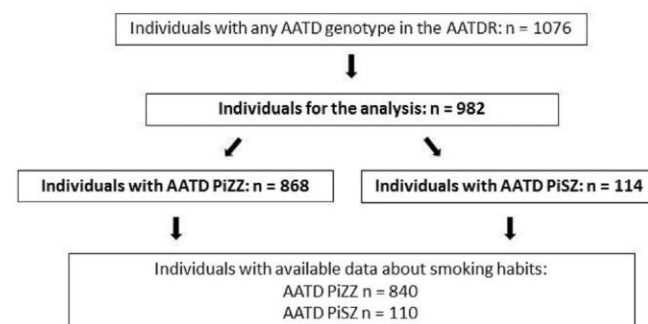 Individuals with any AATD genotype in the AATDR: n = 1076
Individuals for the analysis: n = 982
Individuals with AATD PiZZ: n = 868
Individuals with AATD PiSZ: n = 114
Individuals with available data about smoking habits:
AATD PiZZ n = 840
AATD PiSZ n = 110